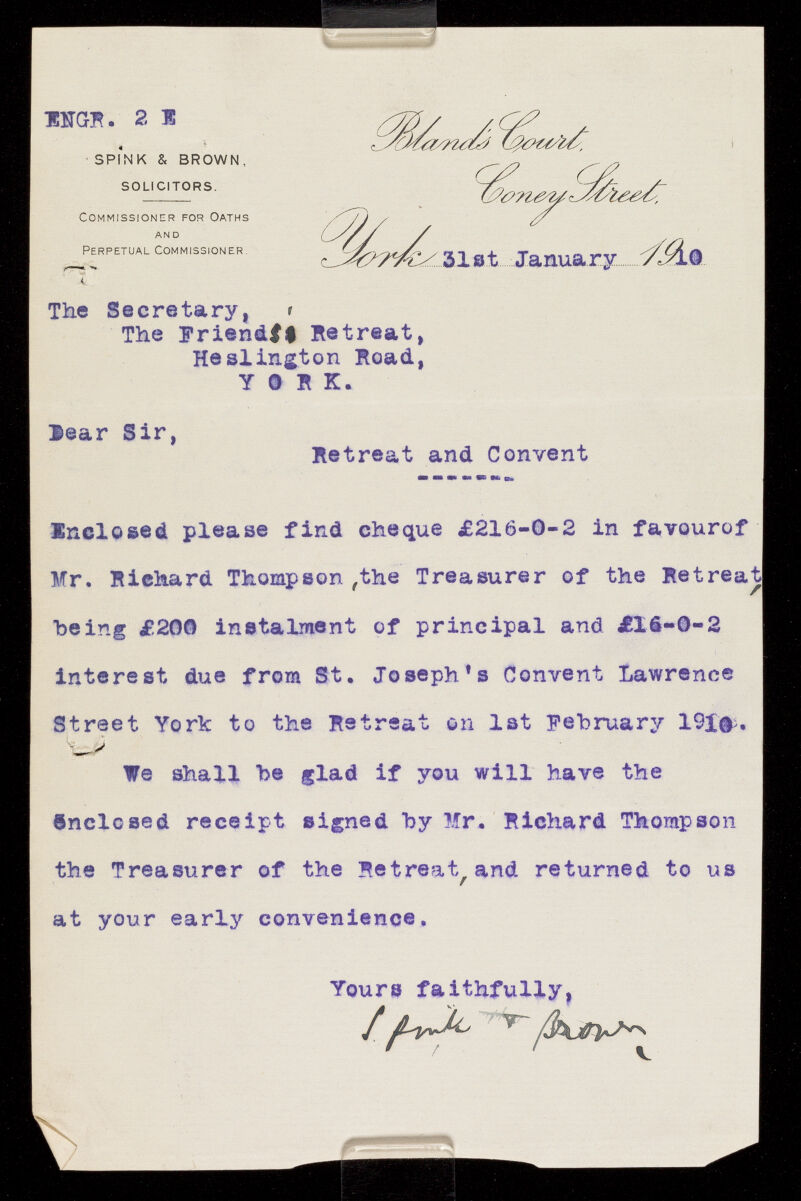 ENGR. 2 E
SPINK & BROWN,
SOLICITORS.
COMMISSIONER FOR OATHS
AND
PERPETUAL COMMISSIONER.
Bland's Court,
Coney Street,
York 31st January 1910
The Secretary,
The Friends' Retreat,
Heslington Road,
YORK.
Dear Sir,
Retreat and Convent
Enclosed please find cheque £216-0-2 in favourof
Mr. Richard Thompson, the Treasurer of the Retreat,
being £200 instalment of principal and £16-0-2
interest due from St. Joseph's Convent Lawrence
Street York to the Retreat on 1st February 1910.
We shall be glad if you will have the
enclosed receipt signed by Mr. Richard Thompson
the Treasurer of the Retreat, and returned to us
at your early convenience.
Yours faithfully,
Spink & Brown